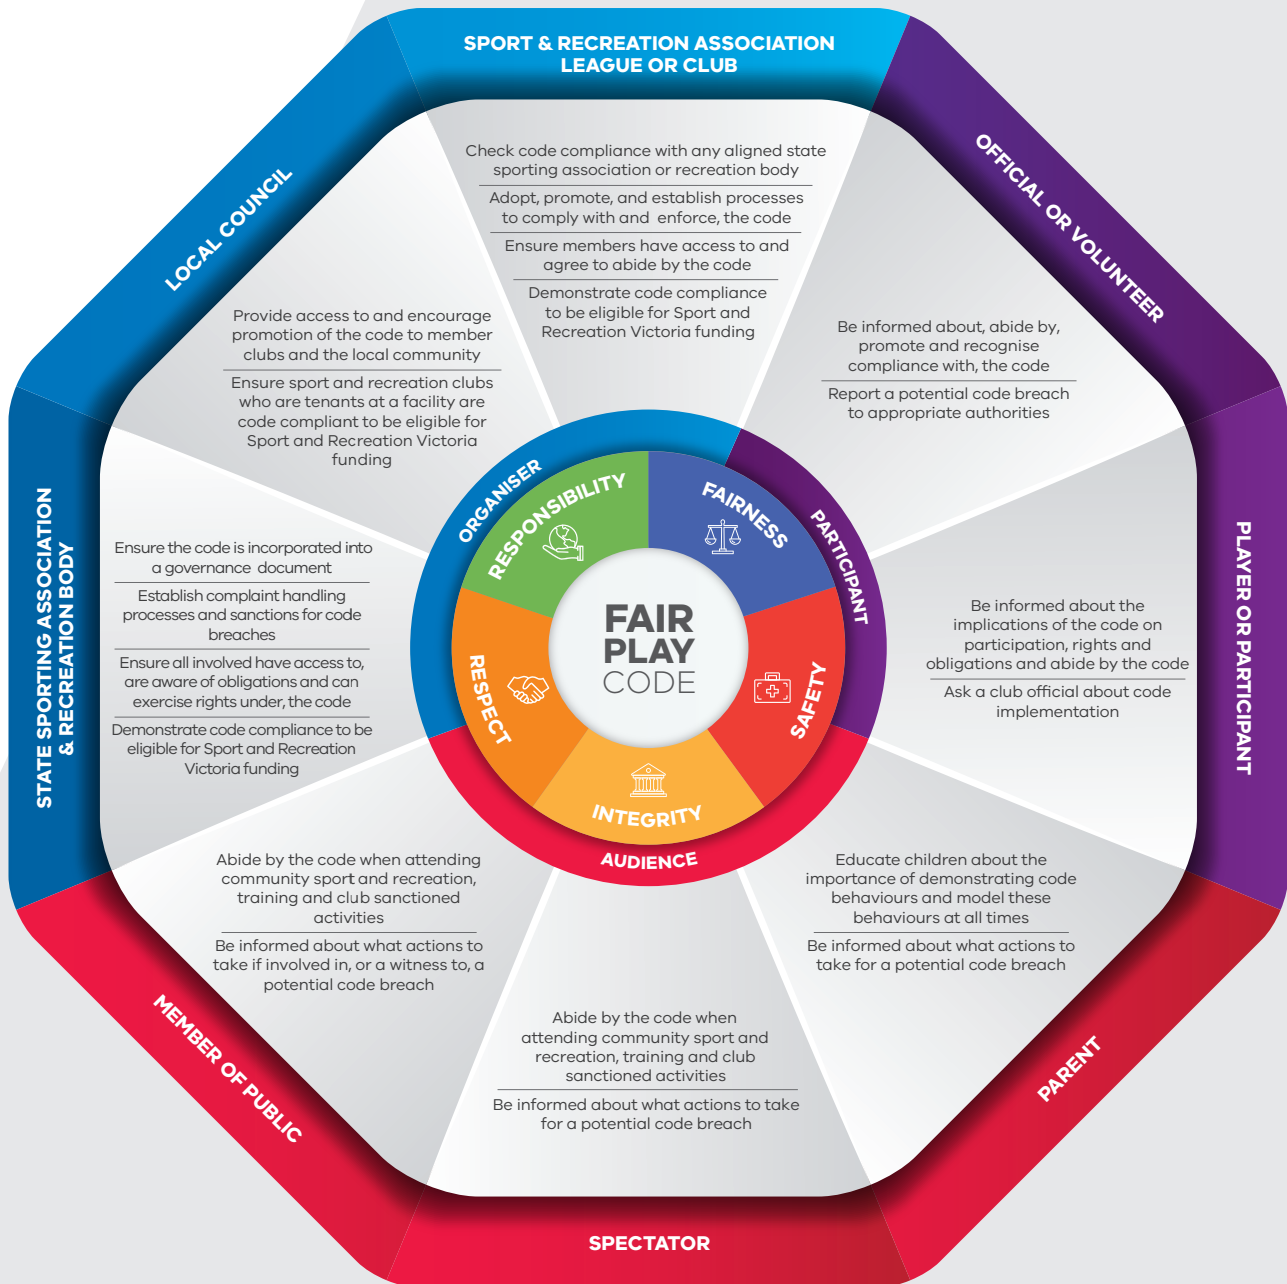 SPORT & RECREATION ASSOCIATION
LEAGUE OR CLUB
Check code compliance with any aligned state
sporting association or recreation body
Adopt, promote, and establish processes
to comply with and enforce, the code
Ensure members have access to and
agree to abide by the code
Demonstrate code compliance
to be eligible for Sport and
Recreation Victoria funding
OFFICIAL OR VOLUNTEER
Be informed about, abide by,
promote and recognise
compliance with, the code
Report a potential code breach
to appropriate authorities
PLAYER OR PARTICIPANT
Be informed about the
implications of the code on
participation, rights and
obligations and abide by the code
Ask a club official about code
implementation
PARENT
Educate children about the
importance of demonstrating code
behaviours and model these
behaviours at all times
Be informed about what actions to
take for a potential code breach
SPECTATOR
Abide by the code when
attending community sport and
recreation, training and club
sanctioned activities
Be informed about what actions to take
for a potential code breach
MEMBER OF PUBLIC
Abide by the code when attending
community sport and recreation,
training and club sanctioned
activities
Be informed about what actions to
take if involved in, or a witness to, a
potential code breach
STATE SPORTING ASSOCIATION
& RECREATION BODY
Ensure the code is incorporated into
a governance document
Establish complaint handling
processes and sanctions for code
breaches
Ensure all involved have access to,
are aware of obligations and can
exercise rights under, the code
Demonstrate code compliance to be
eligible for Sport and Recreation
Victoria funding
LOCAL COUNCIL
Provide access to and encourage
promotion of the code to member
clubs and the local community
Ensure sport and recreation clubs
who are tenants at a facility are
code compliant to be eligible for
Sport and Recreation Victoria
funding
ORGANISER
PARTICIPANT
AUDIENCE
RESPONSIBILITY
FAIRNESS
SAFETY
INTEGRITY
RESPECT
FAIR
PLAY
CODE